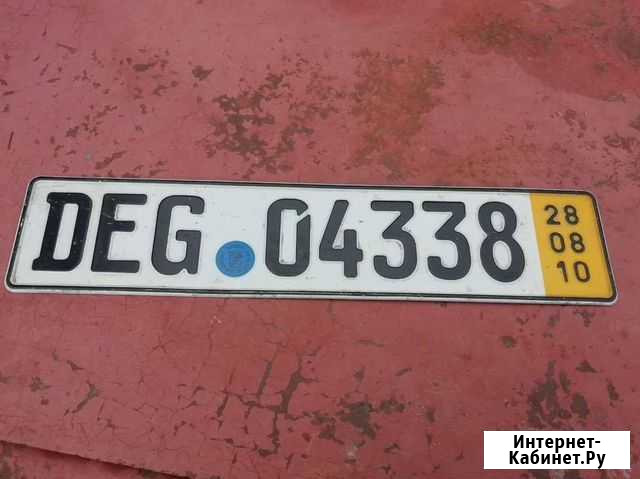 DEG 04338
28
08
10
Интернет-
Кабинет.Ру